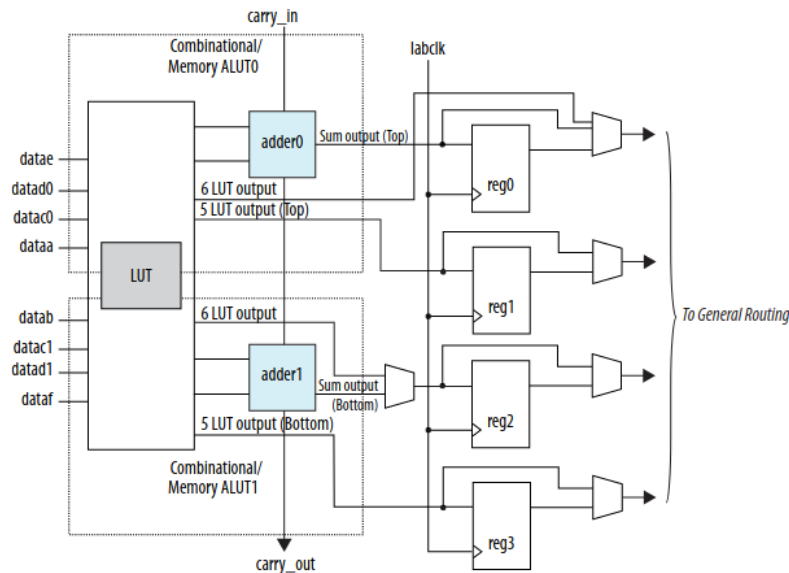 carry_in
Combinational/
Memory ALUT0
labclk
adder0
Sum output (Top)
reg0
datae
datad0
datac0
dataa
6 LUT output
5 LUT output (Top)
LUT
reg1
To General Routing
datab
datac1
datad1
dataf
6 LUT output
adder1
Sum output
(Bottom)
reg2
5 LUT output (Bottom)
Combinational/
Memory ALUT1
reg3
carry_out